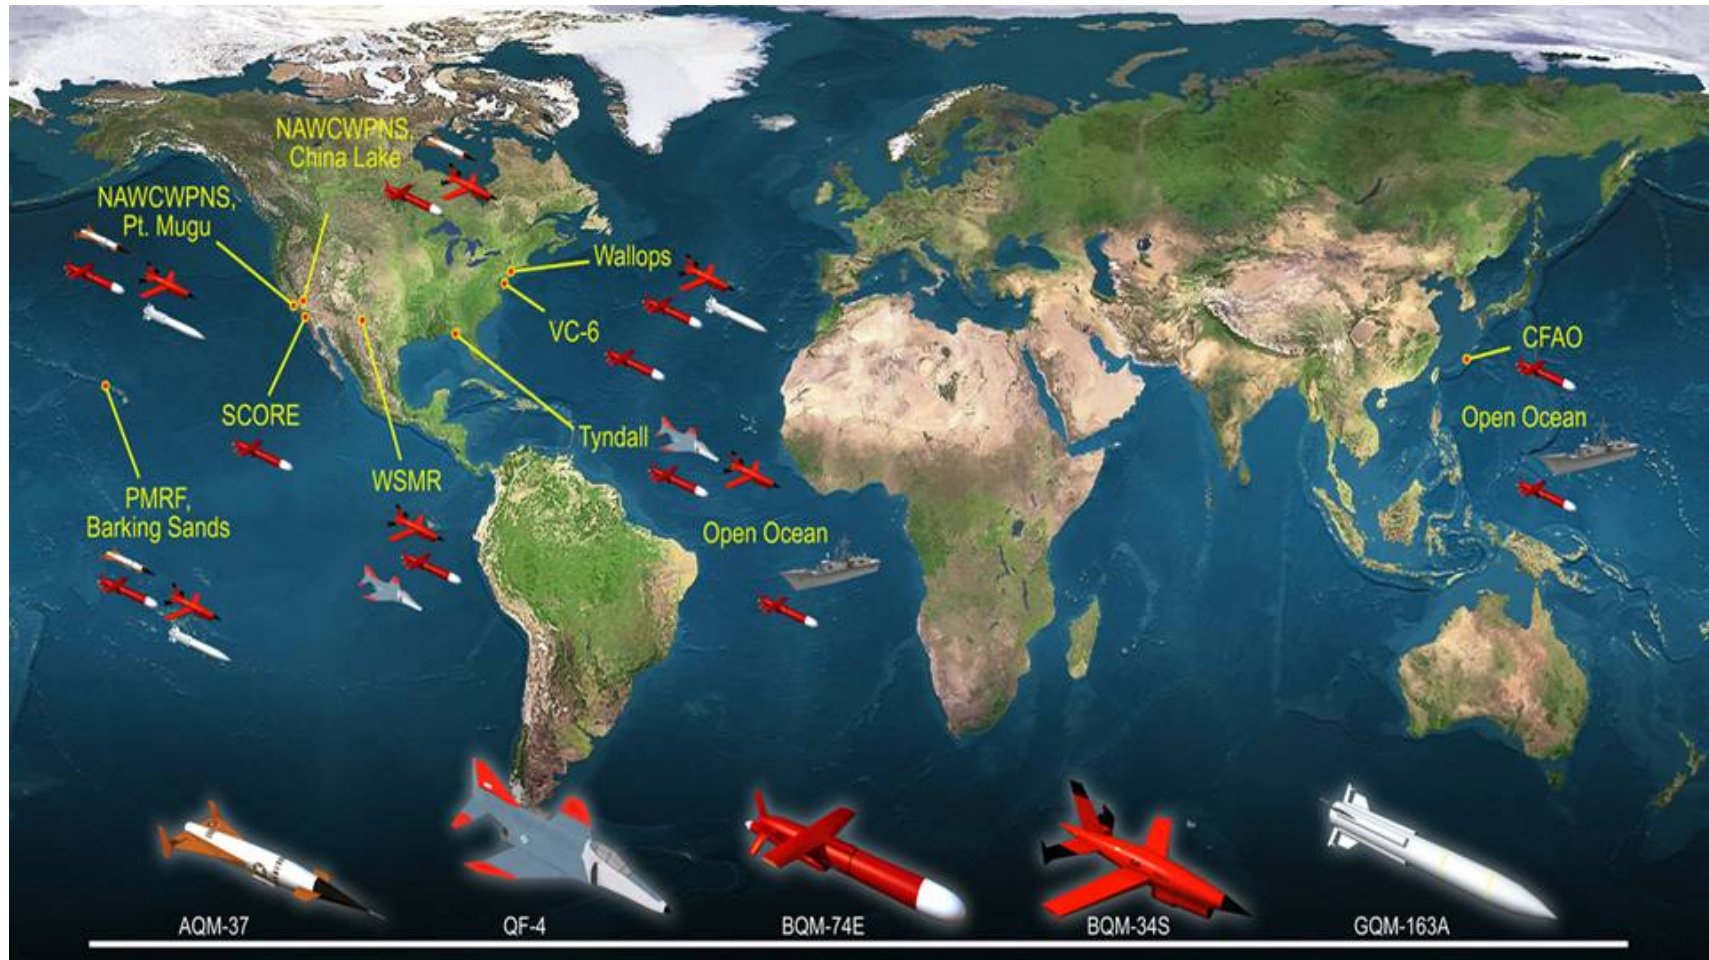 NAWCWPNS,
China Lake
NAWCWPNS,
Pt. Mugu
Wallops
VC-6
CFAO
SCORE
Open Ocean
Tyndall
WSMR
PMRF,
Barking Sands
Open Ocean
AQM-37
QF-4
BQM-74E
BQM-34S
GQM-163A